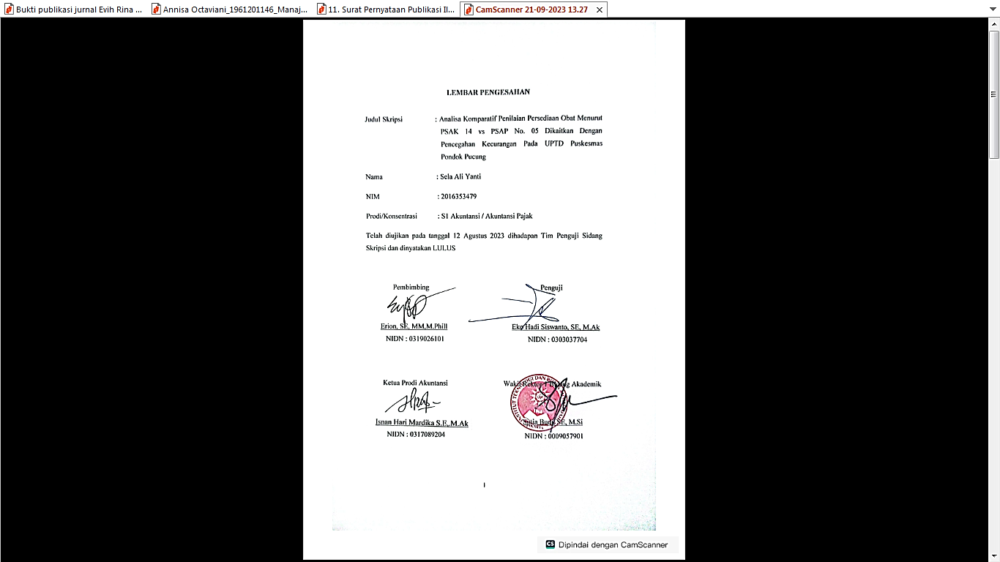 Bukti publikasi jurnal Evih Rina ...
Annisa Octaviani_1961201146_Manaj...
11. Surat Pernyataan Publikasi Il...
CamScanner 21-09-2023 13.27
LEMBAR PENGESAHAN
Judul Skripsi : Analisa Komparatif Penilaian Persediaan Obat Menurut
PSAK 14 vs PSAP No. 05 Dikaitkan Dengan
Pencegahan Kecurangan Pada UPTD Puskesmas
Pondok Pucung
Nama : Sela Ali Yanti
NIM : 2016353479
Prodi/Konsentrasi : S1 Akuntansi / Akuntansi Pajak
Telah diujikan pada tanggal 12 Agustus 2023 dihadapan Tim Penguji Sidang
Skripsi dan dinyatakan LULUS
Pembimbing
Erion, SE, MM,M.Phill
NIDN : 0319026101
Penguji
Eko Hadi Siswanto, SE, M.Ak
NIDN : 0303037704
Ketua Prodi Akuntansi
Isnan Hari Mardika S.E,.M.Ak
NIDN : 0317089204
Wakil Rektor I Bidang Akademik
SE, M.Si
NIDN : 0009057901
INSTITUT TEKNOLOGI DAN
JAKARTA
I
CS Dipindai dengan CamScanner